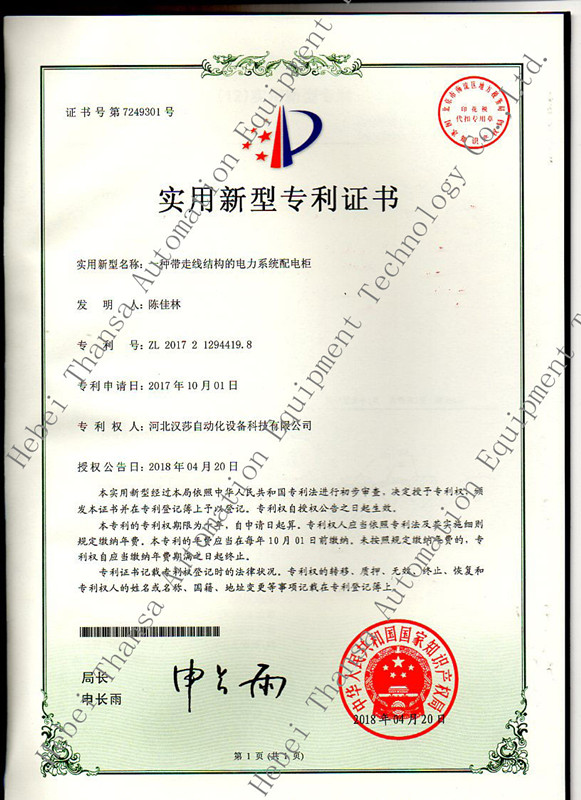 证书号第7249301号
印花税
代扣专用章
实用新型专利证书
实用新型名称：一种带走线结构的电力系统配电柜
发明人：陈佳林
专利号：ZL 2017 2 1294419.8
专利申请日：2017年10月01日
专利权人：河北汉莎自动化设备科技有限公司
授权公告日：2018年04月20日
本实用新型经过本局依照中华人民共和国专利法进行初步审查，决定授予专利权，颁
发本证书并在专利登记簿上予以登记。专利权自授权公告之日起生效。
本专利的专利权期限为十年，自申请日起算。专利权人应当依照专利法及其实施细则
规定缴纳年费。本专利的年费应当在每年10月01日前缴纳。未按照规定缴纳年费的，专
利权自应当缴纳年费期满之日起终止。
专利证书记载专利权登记时的法律状况。专利权的转移、质押、无效、终止、恢复和
专利权人的姓名或名称、国籍、地址变更等事项记载在专利登记簿上。
局长
申长雨
申长雨
中华人民共和国国家知识产权局
2018年04月20日
第1页（共1页）
Hebei Thansa Automation Equipment Technology Co., Ltd.
Hebei Thansa Automation Equipment
Hebei Thansa Automation Equipment Technology Co., Ltd.